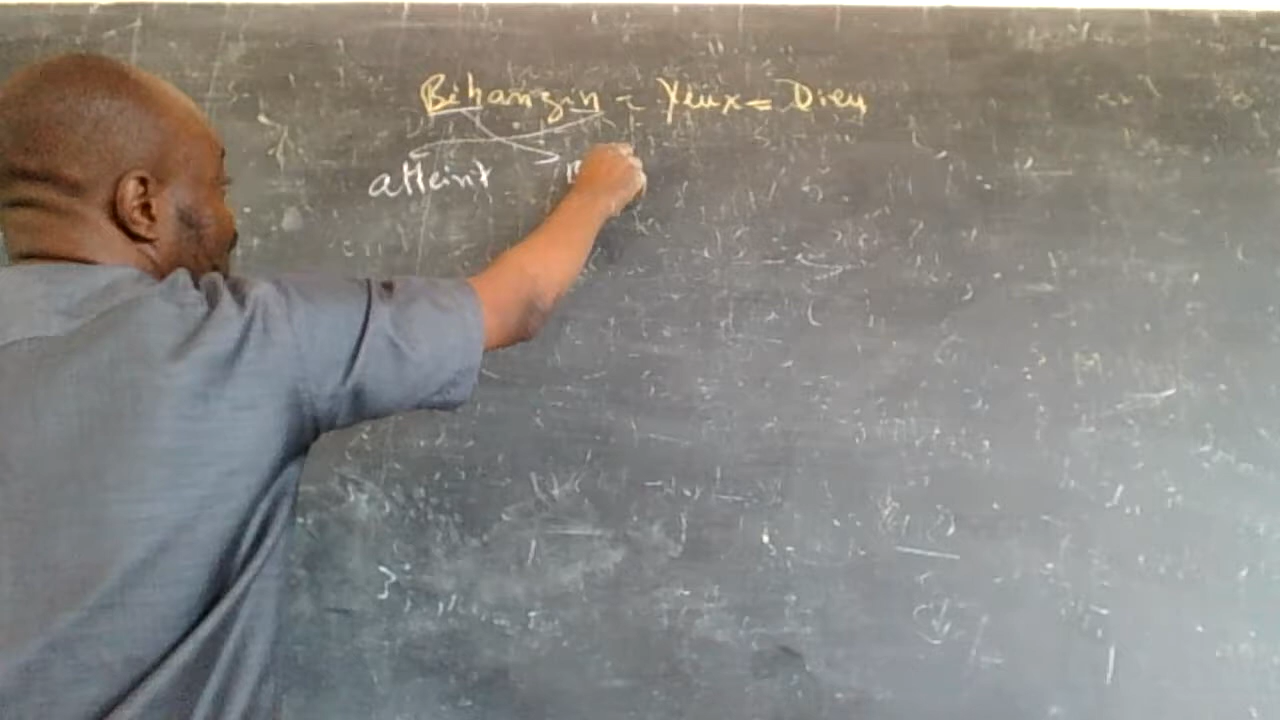 Béhanzin = Yeux = Dieu
atteint